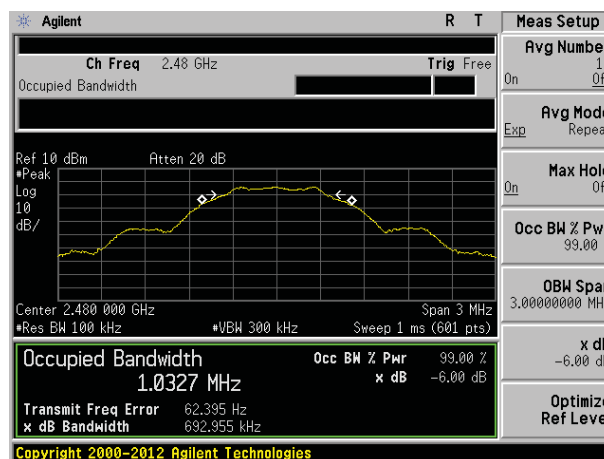 Agilent R T Meas Setup
Avg Number
1
On
Ch Freq 2.48 GHz Trig Free
Occupied Bandwidth
Avg Mode
Exp Repeat
Ref 10 dBm Atten 20 dB
#Peak
Log
10
dB/
Max Hold
On
Occ BW % Pwr
99.00
OBW Span
3.00000000 MHz
Center 2.480 000 GHz Span 3 MHz
#Res BW 100 kHz #VBW 300 kHz Sweep 1 ms (601 pts)
x dB
-6.00 dB
Occupied Bandwidth Occ BW % Pwr 99.00 %
1.0327 MHz x dB -6.00 dB
Transmit Freq Error 62.395 Hz
x dB Bandwidth 692.955 kHz
Optimize
Ref Level
Copyright 2000-2012 Agilent Technologies